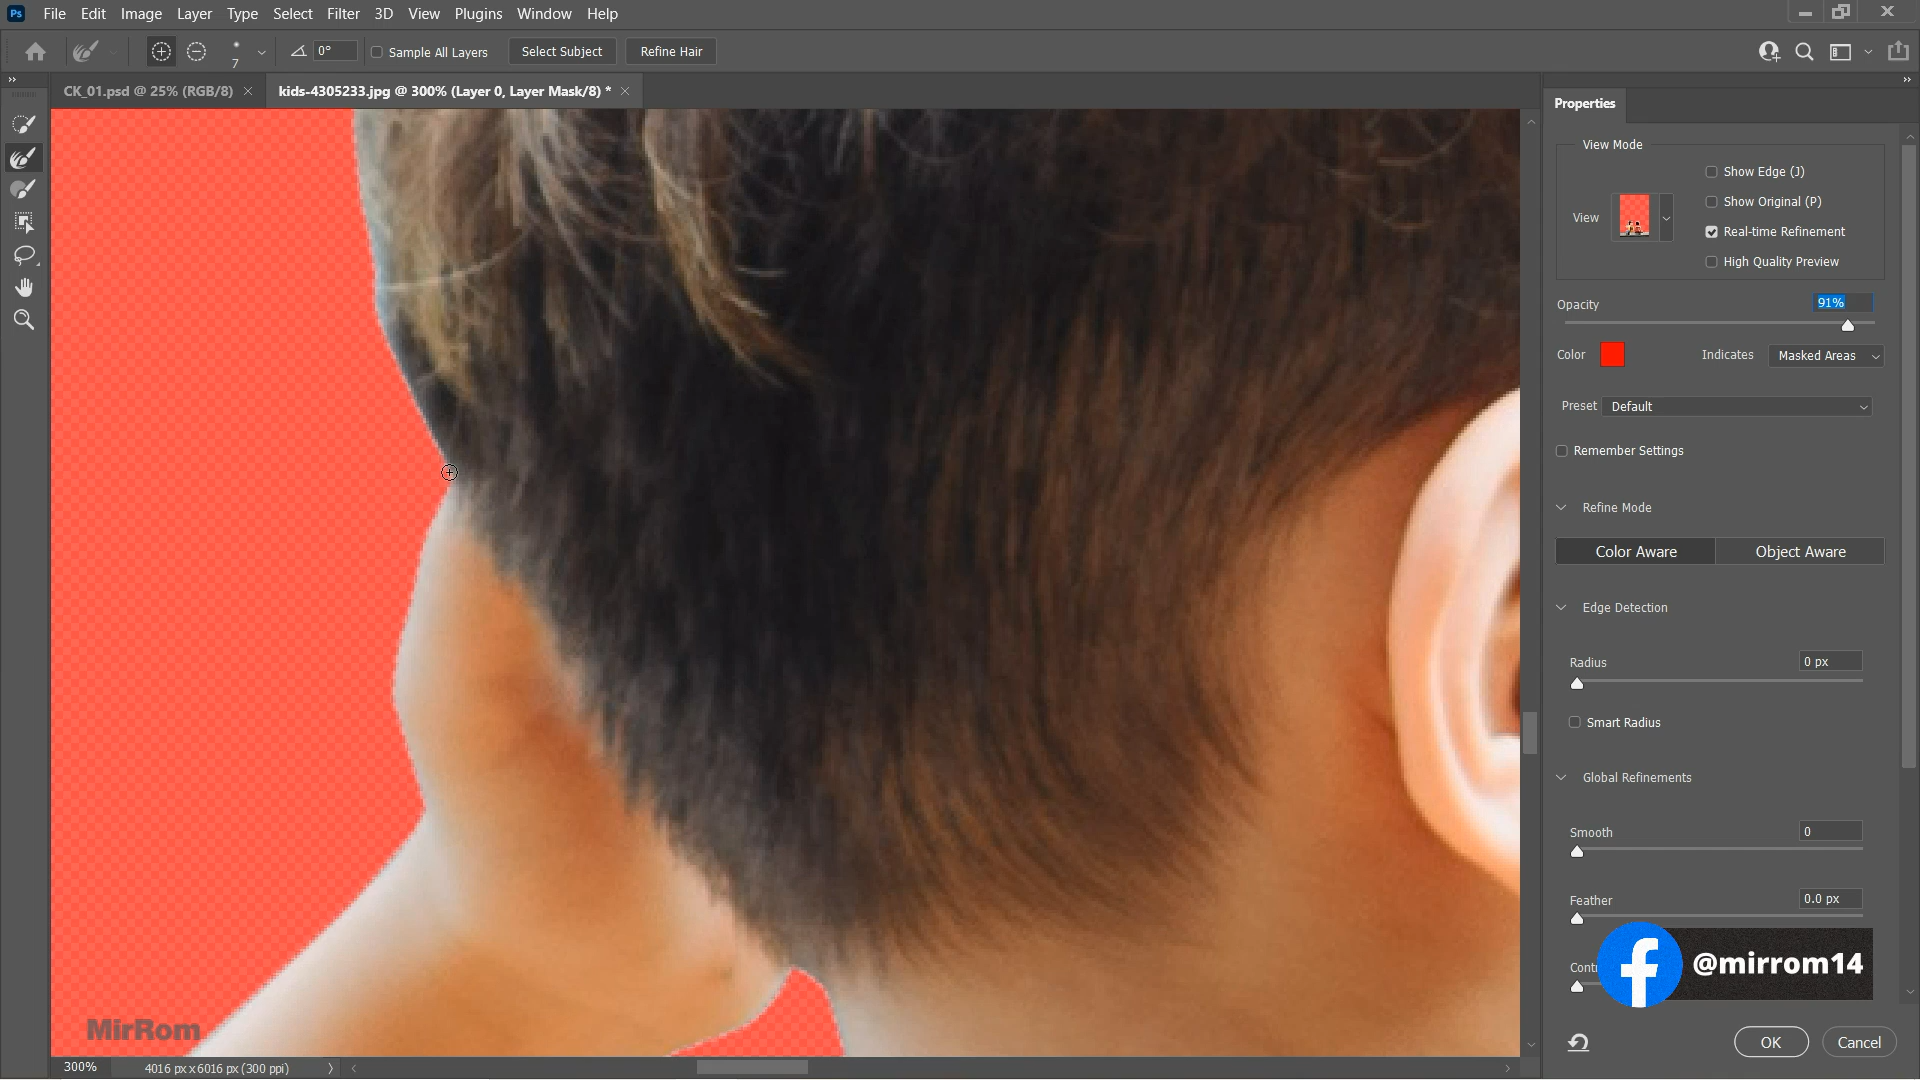 Ps File Edit Image Layer Type Select Filter 3D View Plugins Window Help
7 0° Sample All Layers Select Subject Refine Hair
CK_01.psd @ 25% (RGB/8) × kids-4305233.jpg @ 300% (Layer 0, Layer Mask/8) * ×
Properties
View Mode
Show Edge (J)
View Show Original (P)
Real-time Refinement
High Quality Preview
Opacity 91%
Color Indicates Masked Areas
Preset Default
Remember Settings
Refine Mode
Color Aware Object Aware
Edge Detection
Radius 0 px
Smart Radius
Global Refinements
Smooth 0
Feather 0.0 px
Cont
@mirrom14
MirRom
OK Cancel
300% 4016 px x 6016 px (300 ppi)